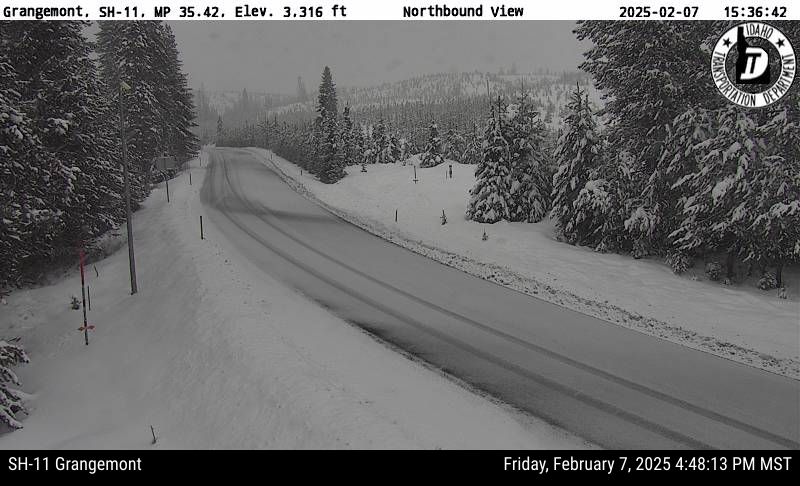 Grangemont, SH-11, MP 35.42, Elev. 3,316 ft Northbound View 2025-02-07 15:36:42
IDAHO
TRANSPORTATION DEPARTMENT
SH-11 Grangemont Friday, February 7, 2025 4:48:13 PM MST